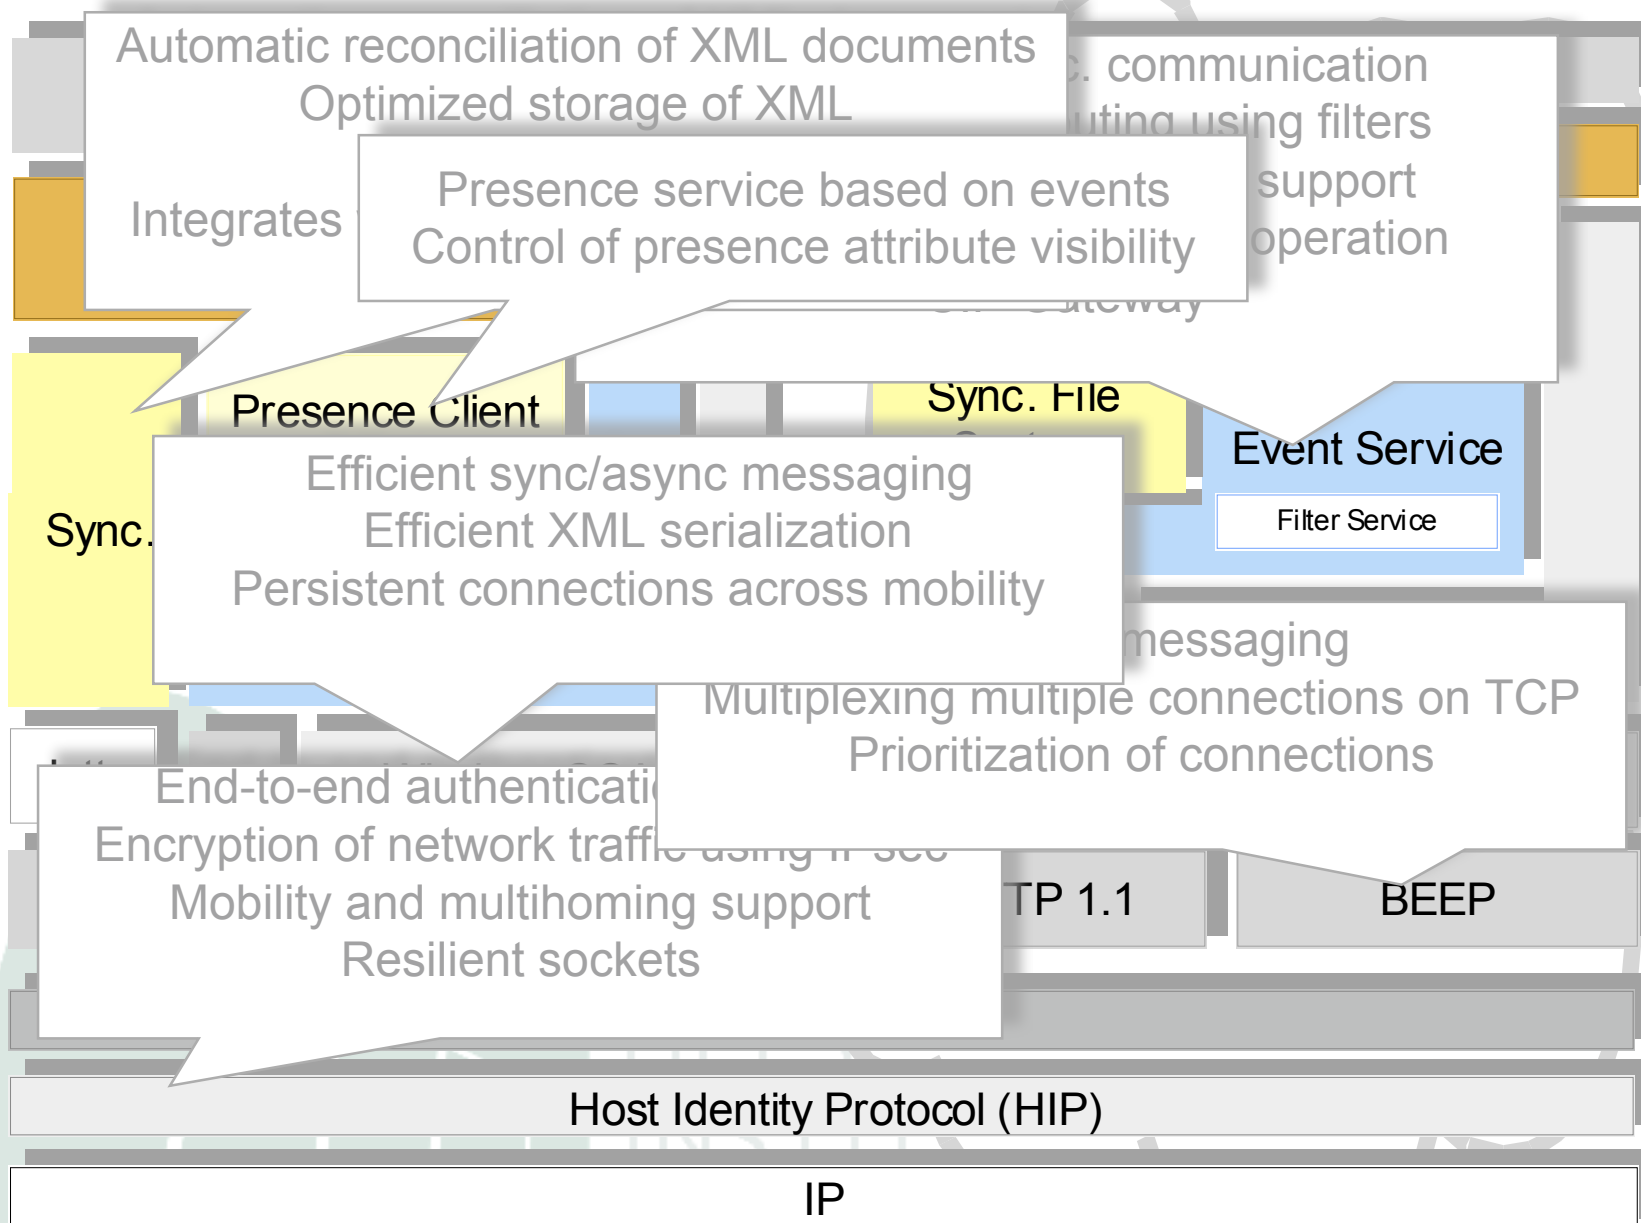 Automatic reconciliation of XML documents
Optimized storage of XML
Integrates
communication
using filters
support
operation
Presence service based on events
Control of presence attribute visibility
Gateway
Presence Client
Sync. File
Event Service
Filter Service
Sync.
Efficient sync/async messaging
Efficient XML serialization
Persistent connections across mobility
messaging
Multiplexing multiple connections on TCP
Prioritization of connections
End-to-end
Encryption of network traffic using IPsec
Mobility and multihoming support
Resilient sockets
TP 1.1
BEEP
Host Identity Protocol (HIP)
IP